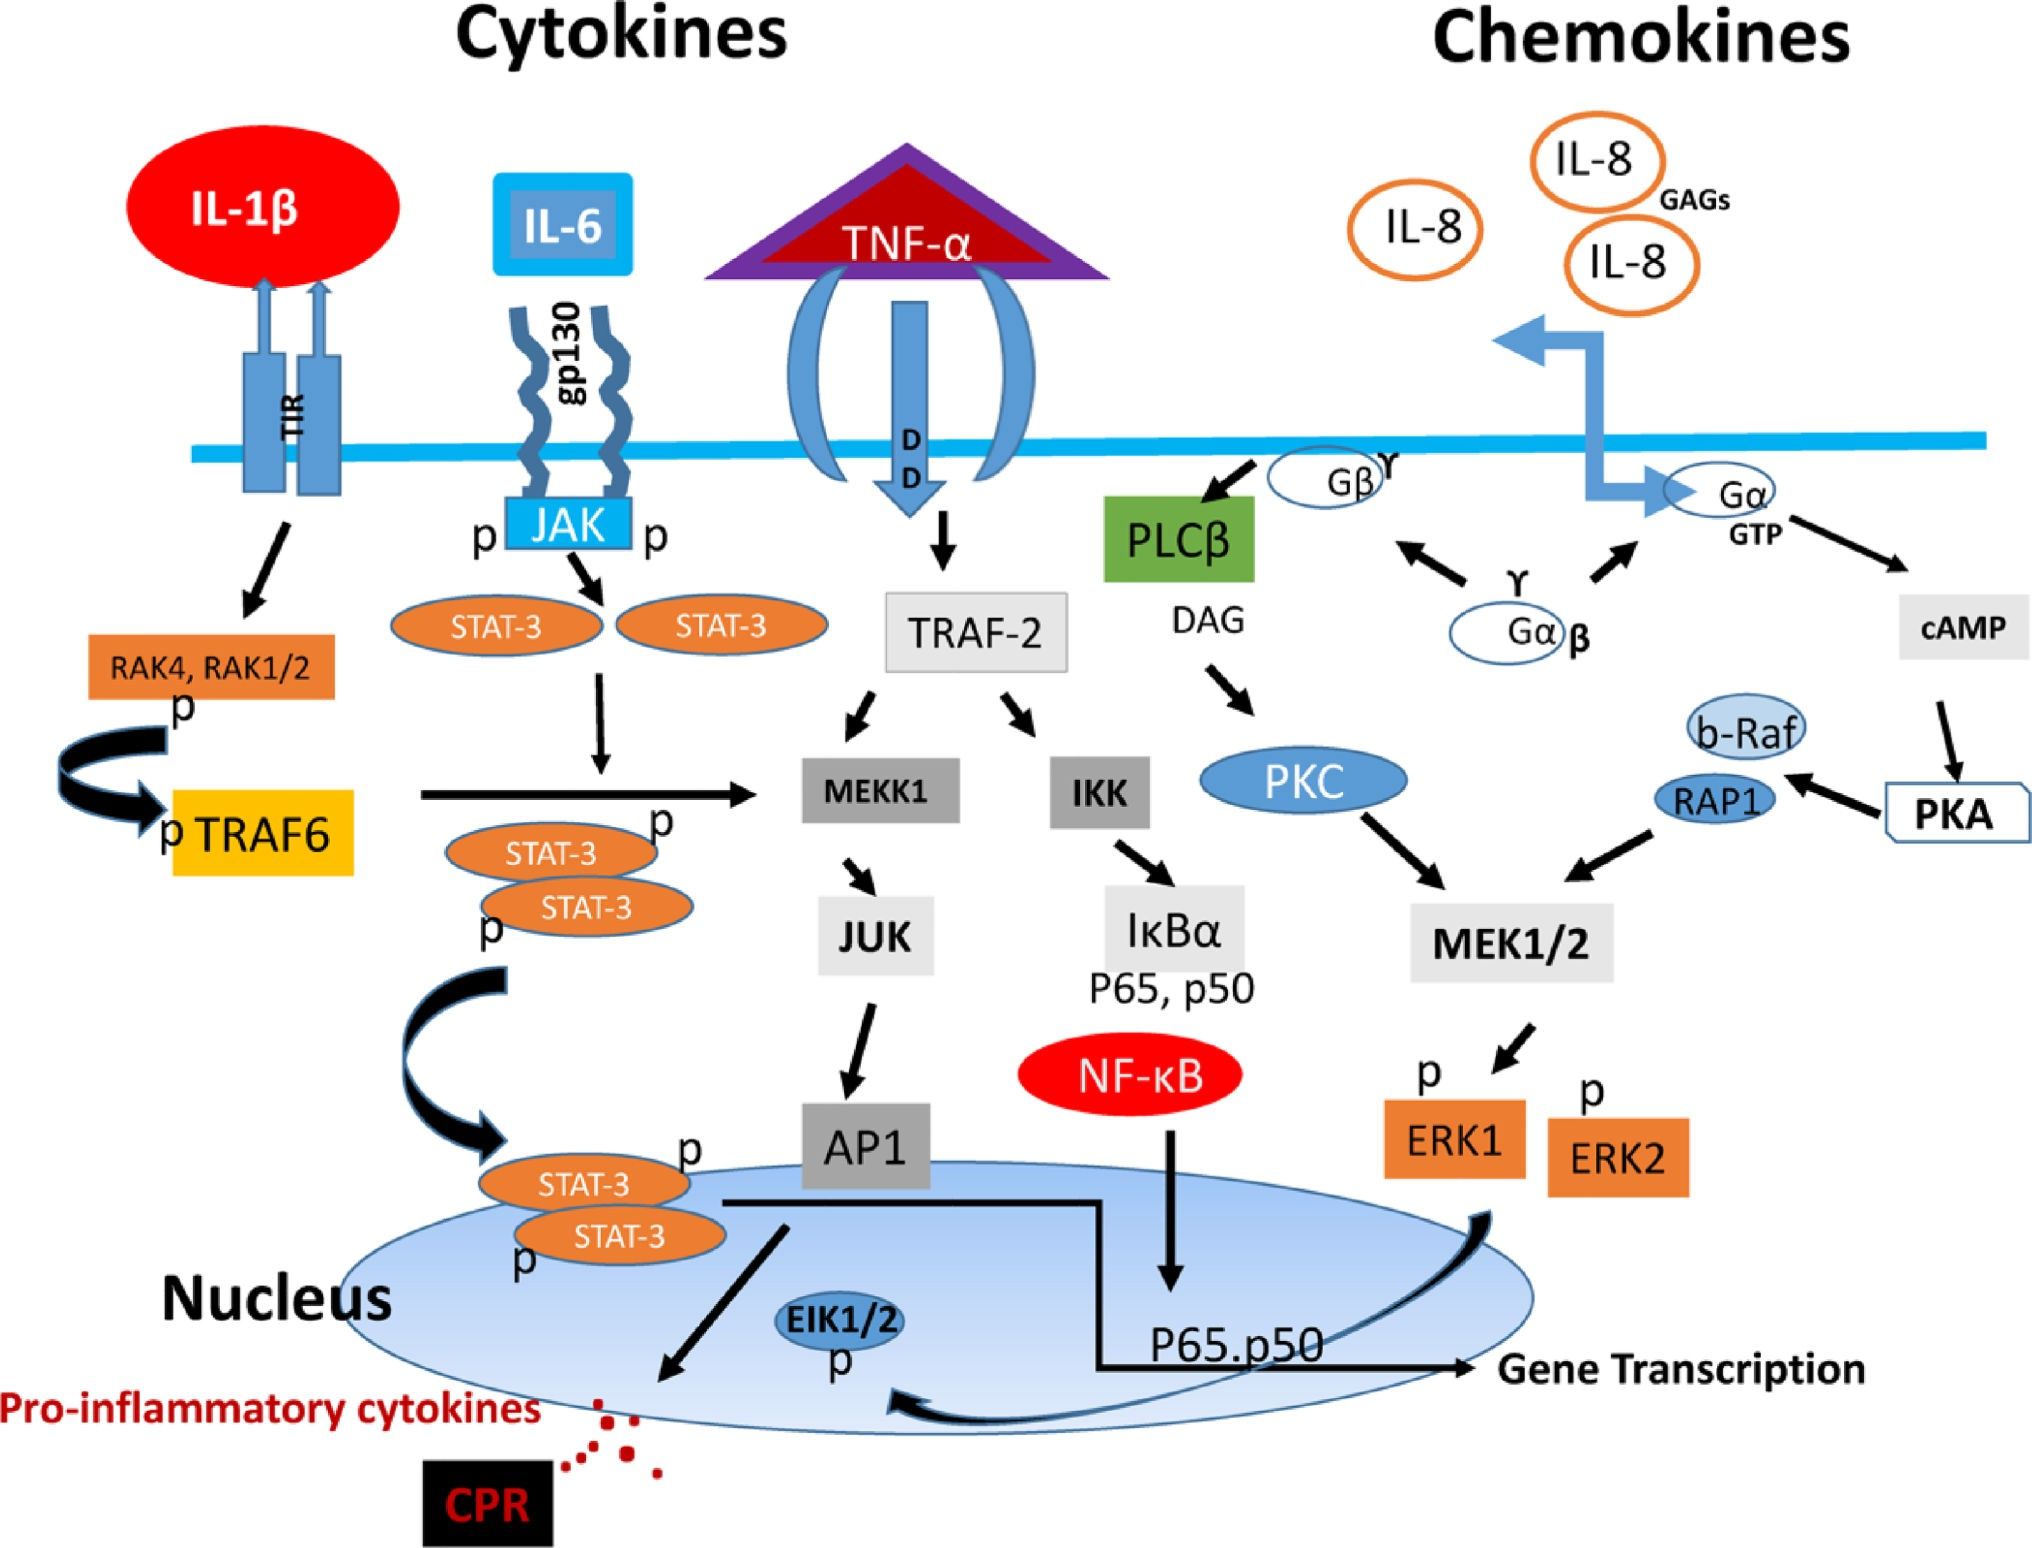 Cytokines
Chemokines
IL-1β
IL-6
TNF-α
IL-8
IL-8
GAGs
IL-8
TIR
gp130
D
D
Gβ
ɤ
Gα
GTP
p
JAK
p
PLCβ
DAG
ɤ
Gα
β
cAMP
STAT-3
STAT-3
TRAF-2
RAK4, RAK1/2
p
p
TRAF6
MEKK1
IKK
PKC
b-Raf
RAP1
PKA
p
STAT-3
STAT-3
p
JUK
IκBα
P65, p50
MEK1/2
NF-κB
p
ERK1
p
ERK2
AP1
p
STAT-3
STAT-3
p
Nucleus
EIK1/2
p
P65.p50
Gene Transcription
Pro-inflammatory cytokines
CPR